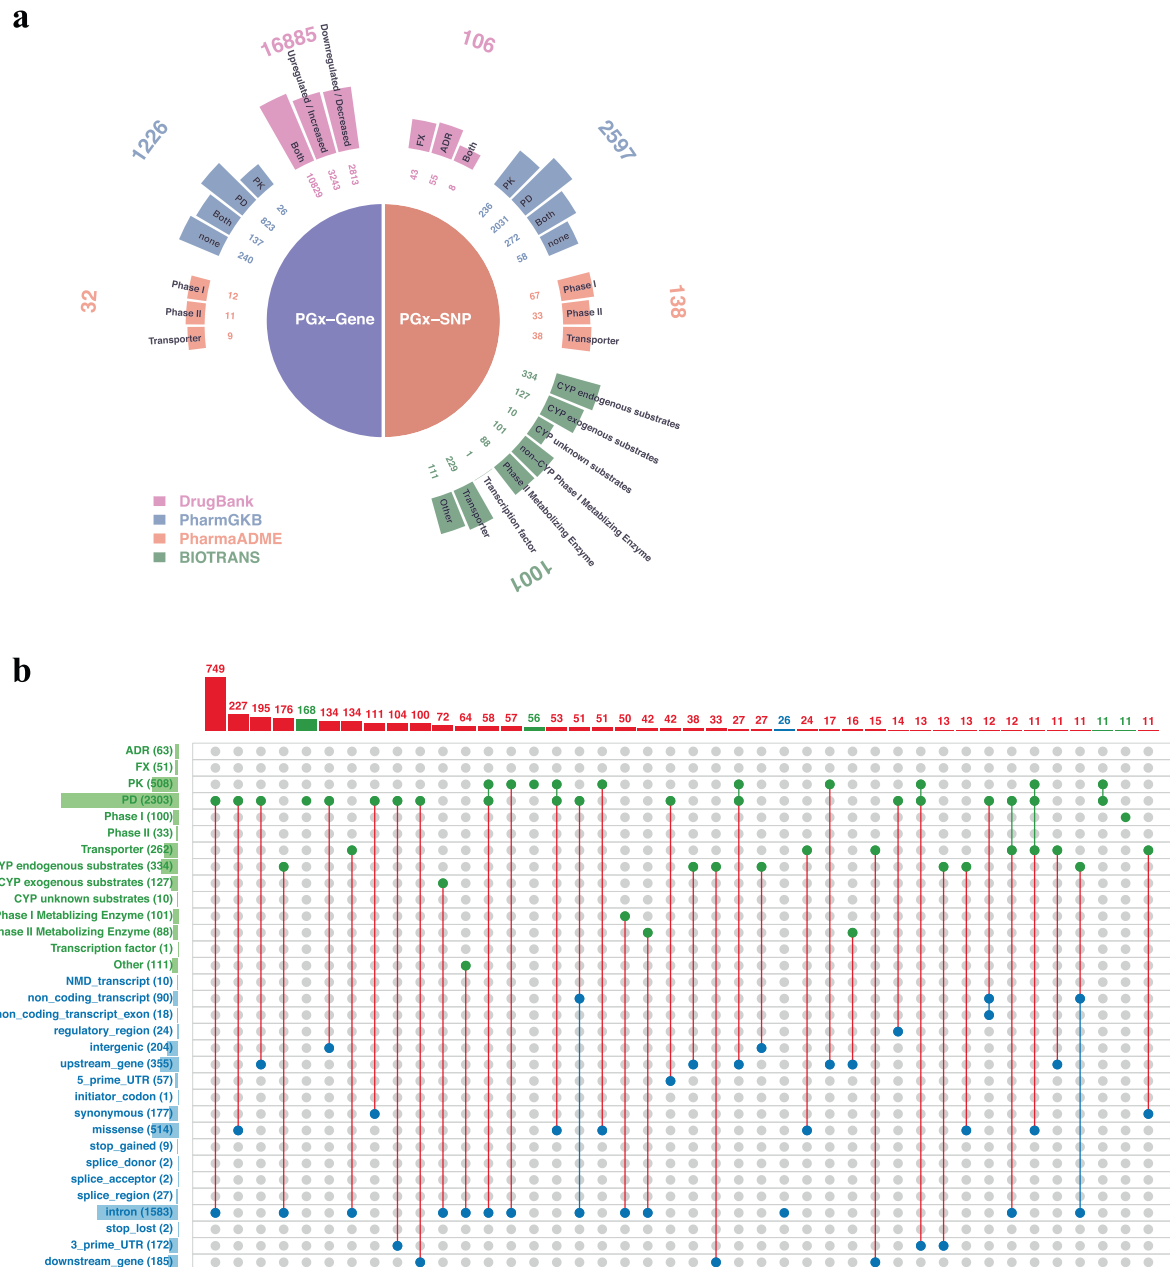 a
16885
106
1226
2597
32
138
1001
Both
Upregulated / Increased
Downregulated / Decreased
10829
3243
2813
FX
ADR
Both
43
55
8
PK
PD
Both
none
26
823
137
240
PK
PD
Both
none
236
2031
272
58
Phase I
Phase II
Transporter
12
11
9
Phase I
Phase II
Transporter
67
33
38
PGx–Gene
PGx–SNP
CYP endogenous substrates
CYP exogenous substrates
CYP unknown substrates
non–CYP Phase I Metablizing Enzyme
Phase II Metabolizing Enzyme
Transcription factor
Transporter
Other
334
127
10
101
88
1
229
111
DrugBank
PharmGKB
PharmaADME
BIOTRANS
b
749 227 195 176 168 134 134 111 104 100 72 64 58 57 56 53 51 51 50 42 42 38 33 27 27 26 24 17 16 15 14 13 13 13 12 12 11 11 11 11 11 11
ADR (63)
FX (51)
PK (508)
PD (2303)
Phase I (100)
Phase II (33)
Transporter (262)
YP endogenous substrates (334)
CYP exogenous substrates (127)
CYP unknown substrates (10)
Phase I Metablizing Enzyme (101)
hase II Metabolizing Enzyme (88)
Transcription factor (1)
Other (111)
NMD_transcript (10)
non_coding_transcript (90)
non_coding_transcript_exon (18)
regulatory_region (24)
intergenic (204)
upstream_gene (355)
5_prime_UTR (57)
initiator_codon (1)
synonymous (177)
missense (514)
stop_gained (9)
splice_donor (2)
splice_acceptor (2)
splice_region (27)
intron (1583)
stop_lost (2)
3_prime_UTR (172)
downstream_gene (185)